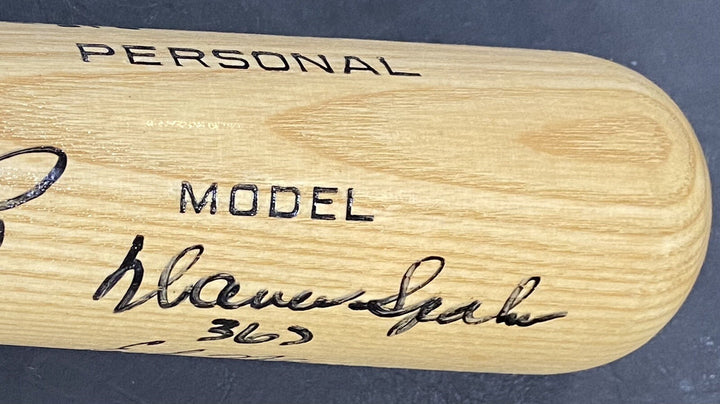 PERSONAL
MODEL
Warren Spahn
363